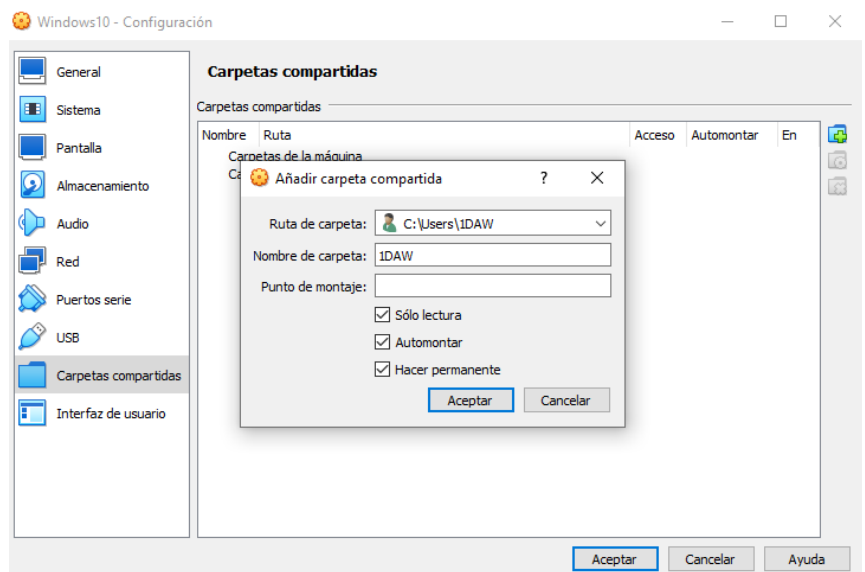 Windows10 - Configuración
General
Sistema
Pantalla
Almacenamiento
Audio
Red
Puertos serie
USB
Carpetas compartidas
Interfaz de usuario
Carpetas compartidas
Carpetas compartidas
Nombre Ruta Acceso Automontar En
Carpetas de la máquina
Ca
Añadir carpeta compartida ? ×
Ruta de carpeta: C:\Users\1DAW
Nombre de carpeta: 1DAW
Punto de montaje:
Sólo lectura
Automontar
Hacer permanente
Aceptar Cancelar
Aceptar Cancelar Ayuda